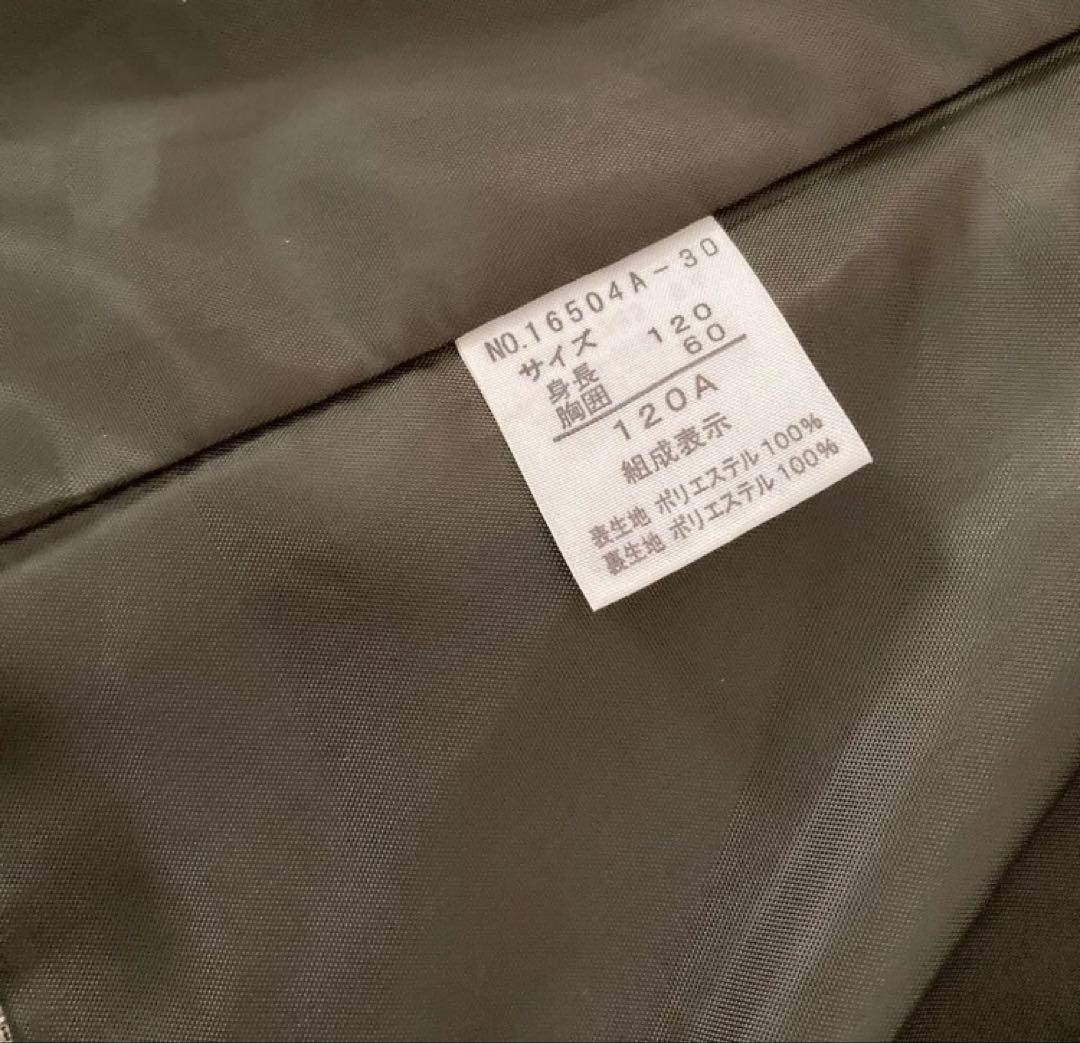 NO.16504A-30
サイズ
身長 120
胸囲 60
120A
組成表示
表生地 ポリエステル 100%
裏生地 ポリエステル 100%